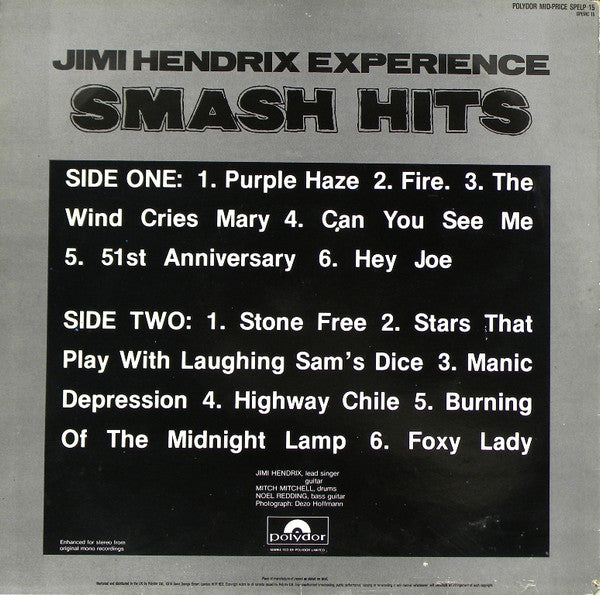 POLYDOR MID-PRICE SPELP 15
JIMI HENDRIX EXPERIENCE
SMASH HITS
SIDE ONE: 1. Purple Haze 2. Fire. 3. The
Wind Cries Mary 4. Can You See Me
5. 51st Anniversary 6. Hey Joe
SIDE TWO: 1. Stone Free 2. Stars That
Play With Laughing Sam's Dice 3. Manic
Depression 4. Highway Chile 5. Burning
Of The Midnight Lamp 6. Foxy Lady
JIMI HENDRIX, lead singer
guitar
MITCH MITCHELL, drums
NOEL REDDING, bass guitar
Photograph: Dezo Hoffmann
Enhanced for stereo from
original mono recordings
polydor